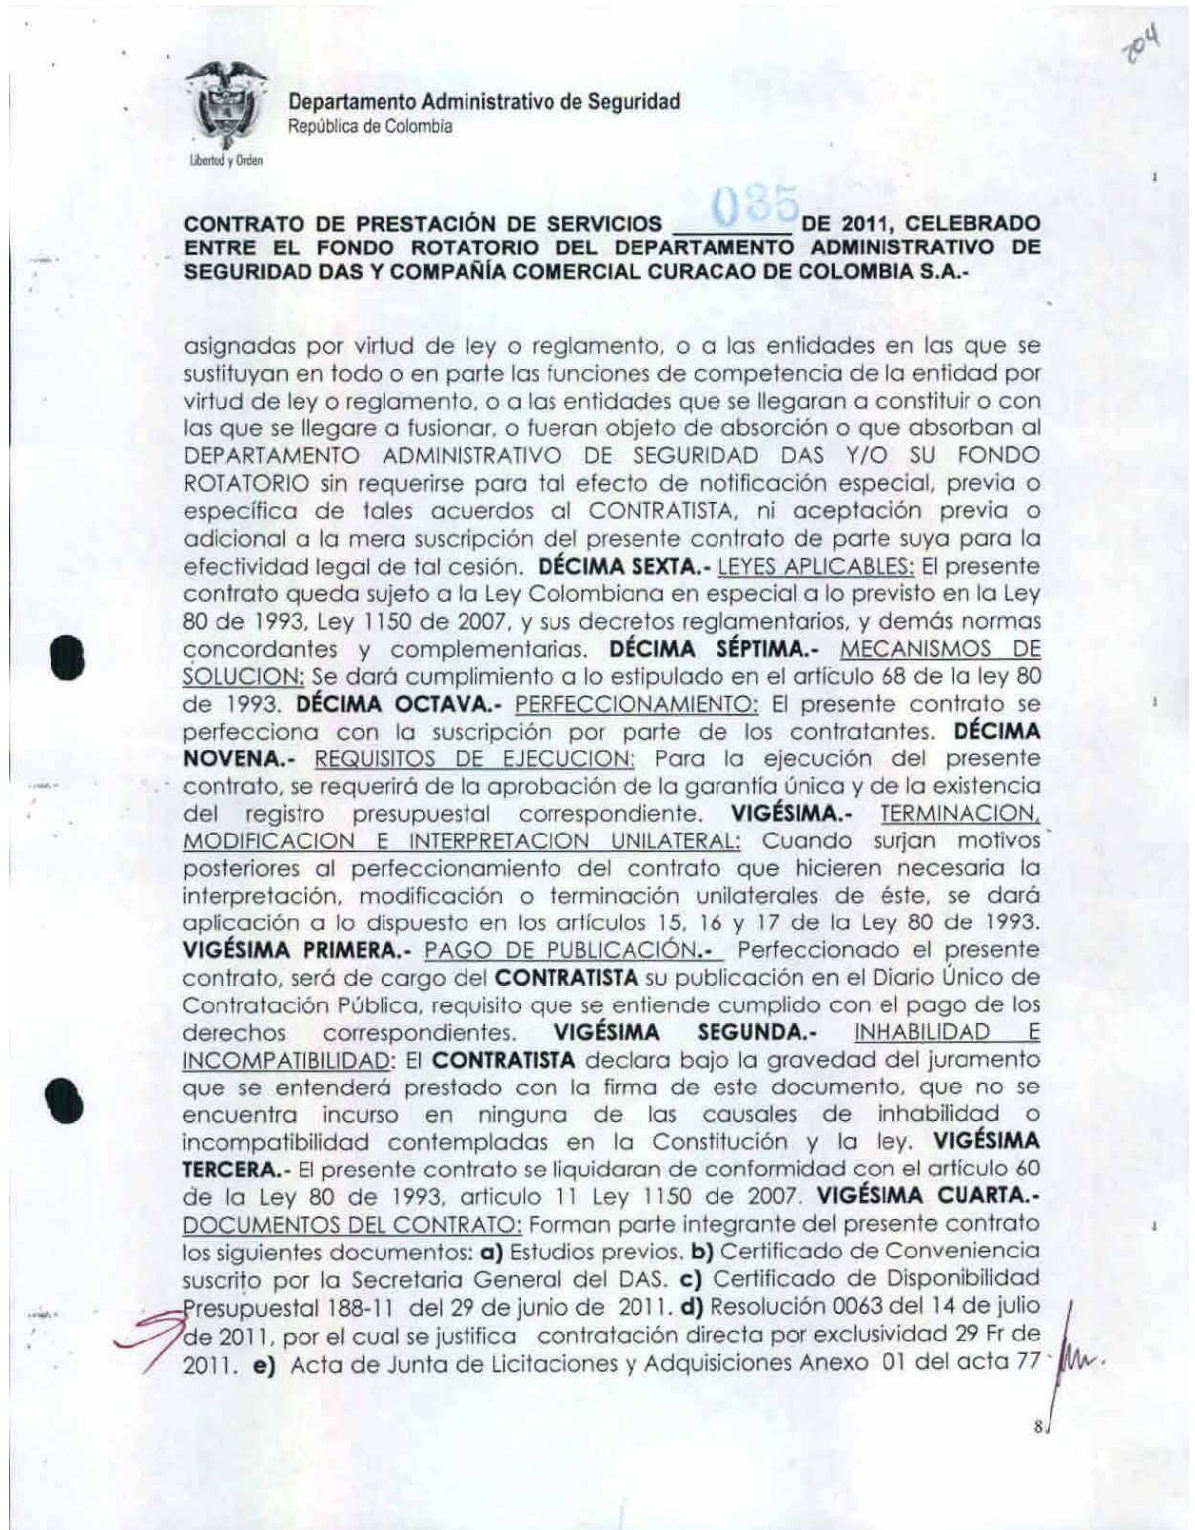 204
Departamento Administrativo de Seguridad
República de Colombia
Libertad y Orden
CONTRATO DE PRESTACIÓN DE SERVICIOS 035 DE 2011, CELEBRADO
ENTRE EL FONDO ROTATORIO DEL DEPARTAMENTO ADMINISTRATIVO DE
SEGURIDAD DAS Y COMPAÑÍA COMERCIAL CURACAO DE COLOMBIA S.A.-
asignadas por virtud de ley o reglamento, o a las entidades en las que se
sustituyan en todo o en parte las funciones de competencia de la entidad por
virtud de ley o reglamento, o a las entidades que se llegaran a constituir o con
las que se llegare a fusionar, o fueran objeto de absorción o que absorban al
DEPARTAMENTO ADMINISTRATIVO DE SEGURIDAD DAS Y/O SU FONDO
ROTATORIO sin requerirse para tal efecto de notificación especial, previa o
específica de tales acuerdos al CONTRATISTA, ni aceptación previa o
adicional a la mera suscripción del presente contrato de parte suya para la
efectividad legal de tal cesión. DÉCIMA SEXTA.- LEYES APLICABLES: El presente
contrato queda sujeto a la Ley Colombiana en especial a lo previsto en la Ley
80 de 1993, Ley 1150 de 2007, y sus decretos reglamentarios, y demás normas
concordantes y complementarias. DÉCIMA SÉPTIMA.- MECANISMOS DE
SOLUCION: Se dará cumplimiento a lo estipulado en el artículo 68 de la ley 80
de 1993. DÉCIMA OCTAVA.- PERFECCIONAMIENTO: El presente contrato se
perfecciona con la suscripción por parte de los contratantes. DÉCIMA
NOVENA.- REQUISITOS DE EJECUCION: Para la ejecución del presente
contrato, se requerirá de la aprobación de la garantía única y de la existencia
del registro presupuestal correspondiente. VIGÉSIMA.- TERMINACION,
MODIFICACION E INTERPRETACION UNILATERAL: Cuando surjan motivos
posteriores al perfeccionamiento del contrato que hicieren necesaria la
interpretación, modificación o terminación unilaterales de éste, se dará
aplicación a lo dispuesto en los artículos 15, 16 y 17 de la Ley 80 de 1993.
VIGÉSIMA PRIMERA.- PAGO DE PUBLICACIÓN.- Perfeccionado el presente
contrato, será de cargo del CONTRATISTA su publicación en el Diario Único de
Contratación Pública, requisito que se entiende cumplido con el pago de los
derechos correspondientes. VIGÉSIMA SEGUNDA.- INHABILIDAD E
INCOMPATIBILIDAD: El CONTRATISTA declara bajo la gravedad del juramento
que se entenderá prestado con la firma de este documento, que no se
encuentra incurso en ninguna de las causales de inhabilidad o
incompatibilidad contempladas en la Constitución y la ley. VIGÉSIMA
TERCERA.- El presente contrato se liquidaran de conformidad con el artículo 60
de la Ley 80 de 1993, articulo 11 Ley 1150 de 2007. VIGÉSIMA CUARTA.-
DOCUMENTOS DEL CONTRATO: Forman parte integrante del presente contrato
los siguientes documentos: a) Estudios previos. b) Certificado de Conveniencia
suscrito por la Secretaria General del DAS. c) Certificado de Disponibilidad
Presupuestal 188-11 del 29 de junio de 2011. d) Resolución 0063 del 14 de julio
de 2011, por el cual se justifica contratación directa por exclusividad 29 Fr de
2011. e) Acta de Junta de Licitaciones y Adquisiciones Anexo 01 del acta 77
8